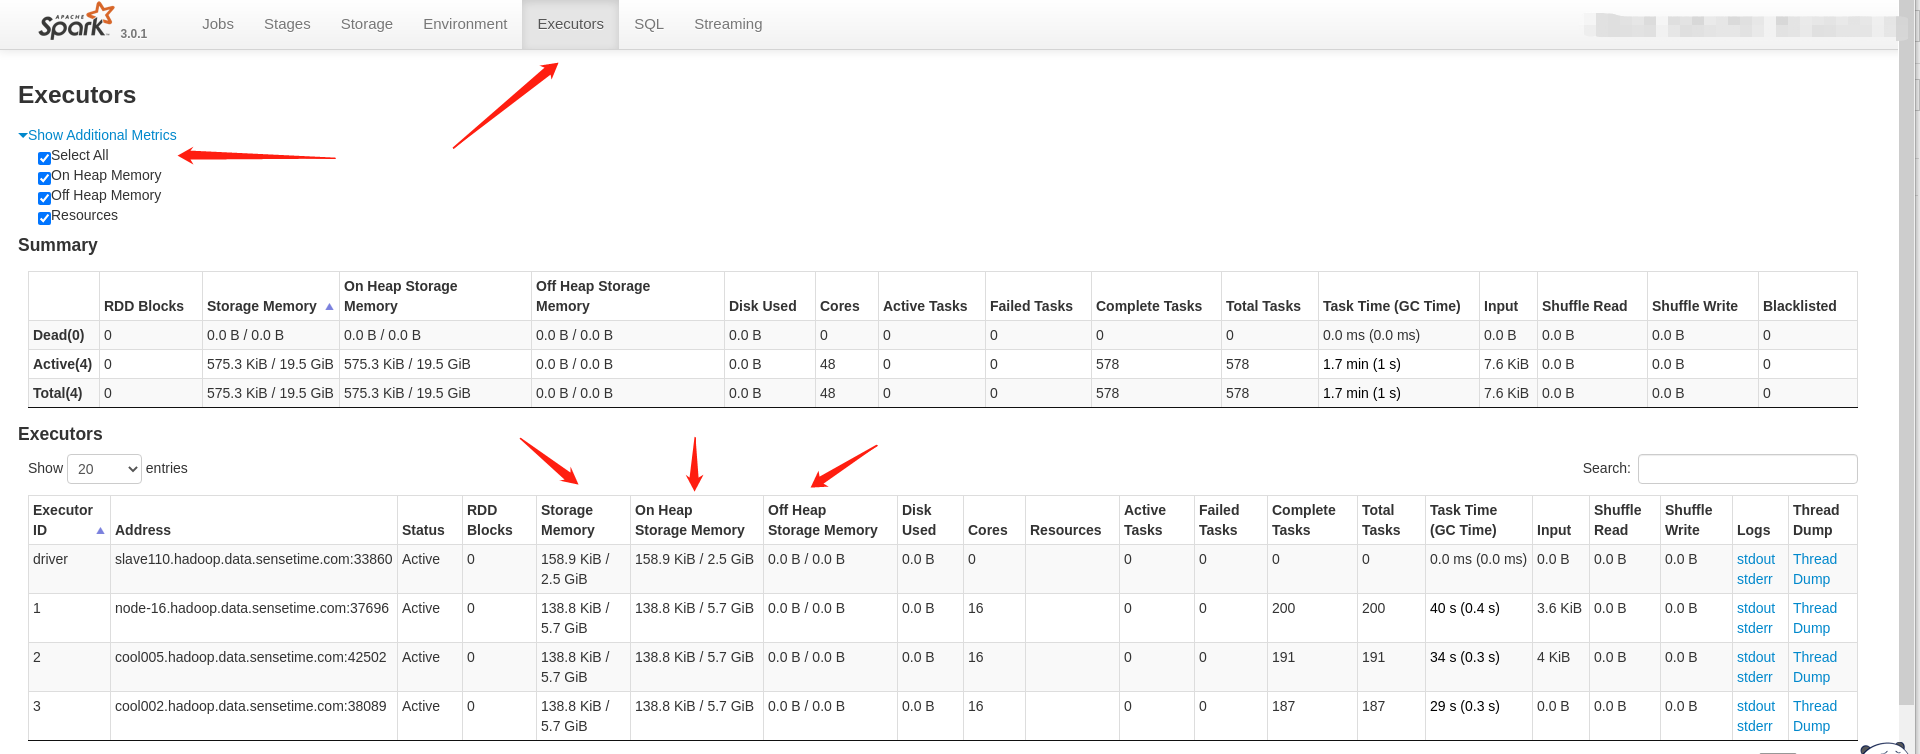 APACHE
Spark 3.0.1 Jobs Stages Storage Environment Executors SQL Streaming
Executors
Show Additional Metrics
Select All
On Heap Memory
Off Heap Memory
Resources
Summary
RDD Blocks Storage Memory On Heap Storage Memory Off Heap Storage Memory Disk Used Cores Active Tasks Failed Tasks Complete Tasks Total Tasks Task Time (GC Time) Input Shuffle Read Shuffle Write Blacklisted
Dead(0) 0 0.0 B / 0.0 B 0.0 B / 0.0 B 0.0 B / 0.0 B 0.0 B 0 0 0 0 0 0.0 ms (0.0 ms) 0.0 B 0.0 B 0.0 B 0
Active(4) 0 575.3 KiB / 19.5 GiB 575.3 KiB / 19.5 GiB 0.0 B / 0.0 B 0.0 B 48 0 0 578 578 1.7 min (1 s) 7.6 KiB 0.0 B 0.0 B 0
Total(4) 0 575.3 KiB / 19.5 GiB 575.3 KiB / 19.5 GiB 0.0 B / 0.0 B 0.0 B 48 0 0 578 578 1.7 min (1 s) 7.6 KiB 0.0 B 0.0 B 0
Executors
Show 20 entries Search:
Executor ID Address Status RDD Blocks Storage Memory On Heap Storage Memory Off Heap Storage Memory Disk Used Cores Resources Active Tasks Failed Tasks Complete Tasks Total Tasks Task Time (GC Time) Input Shuffle Read Shuffle Write Logs Thread Dump
driver slave110.hadoop.data.sensetime.com:33860 Active 0 158.9 KiB / 2.5 GiB 158.9 KiB / 2.5 GiB 0.0 B / 0.0 B 0.0 B 0 0 0 0 0 0.0 ms (0.0 ms) 0.0 B 0.0 B 0.0 B stdout stderr Thread Dump
1 node-16.hadoop.data.sensetime.com:37696 Active 0 138.8 KiB / 5.7 GiB 138.8 KiB / 5.7 GiB 0.0 B / 0.0 B 0.0 B 16 0 0 200 200 40 s (0.4 s) 3.6 KiB 0.0 B 0.0 B stdout stderr Thread Dump
2 cool005.hadoop.data.sensetime.com:42502 Active 0 138.8 KiB / 5.7 GiB 138.8 KiB / 5.7 GiB 0.0 B / 0.0 B 0.0 B 16 0 0 191 191 34 s (0.3 s) 4 KiB 0.0 B 0.0 B stdout stderr Thread Dump
3 cool002.hadoop.data.sensetime.com:38089 Active 0 138.8 KiB / 5.7 GiB 138.8 KiB / 5.7 GiB 0.0 B / 0.0 B 0.0 B 16 0 0 187 187 29 s (0.3 s) 0.0 B 0.0 B 0.0 B stdout stderr Thread Dump